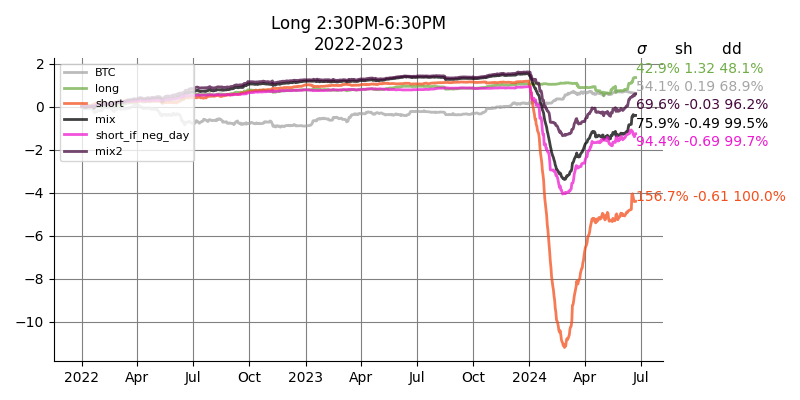 Long 2:30PM-6:30PM
2022-2023
σ sh dd
42.9% 1.32 48.1%
54.1% 0.19 68.9%
69.6% -0.03 96.2%
75.9% -0.49 99.5%
94.4% -0.69 99.7%
156.7% -0.61 100.0%
BTC
long
short
mix
short_if_neg_day
mix2
2
0
−2
−4
−6
−8
−10
2022 Apr Jul Oct 2023 Apr Jul Oct 2024 Apr Jul